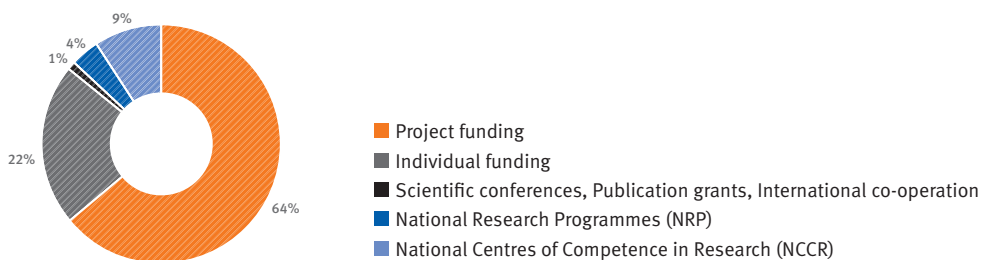 9%
4%
1%
22%
64%
Project funding
Individual funding
Scientific conferences, Publication grants, International co-operation
National Research Programmes (NRP)
National Centres of Competence in Research (NCCR)